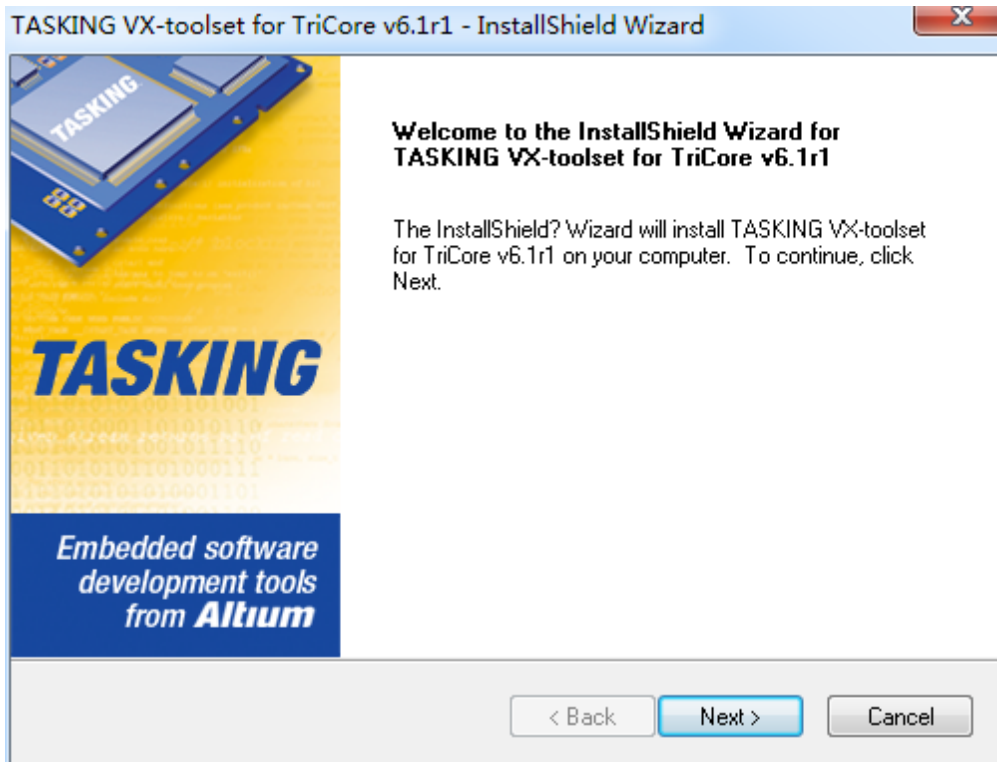 TASKING VX-toolset for TriCore v6.1r1 - InstallShield Wizard
TASKING
Welcome to the InstallShield Wizard for
TASKING VX-toolset for TriCore v6.1r1
The InstallShield? Wizard will install TASKING VX-toolset
for TriCore v6.1r1 on your computer. To continue, click
Next.
TASKING
Embedded software
development tools
from Altium
< Back
Next >
Cancel